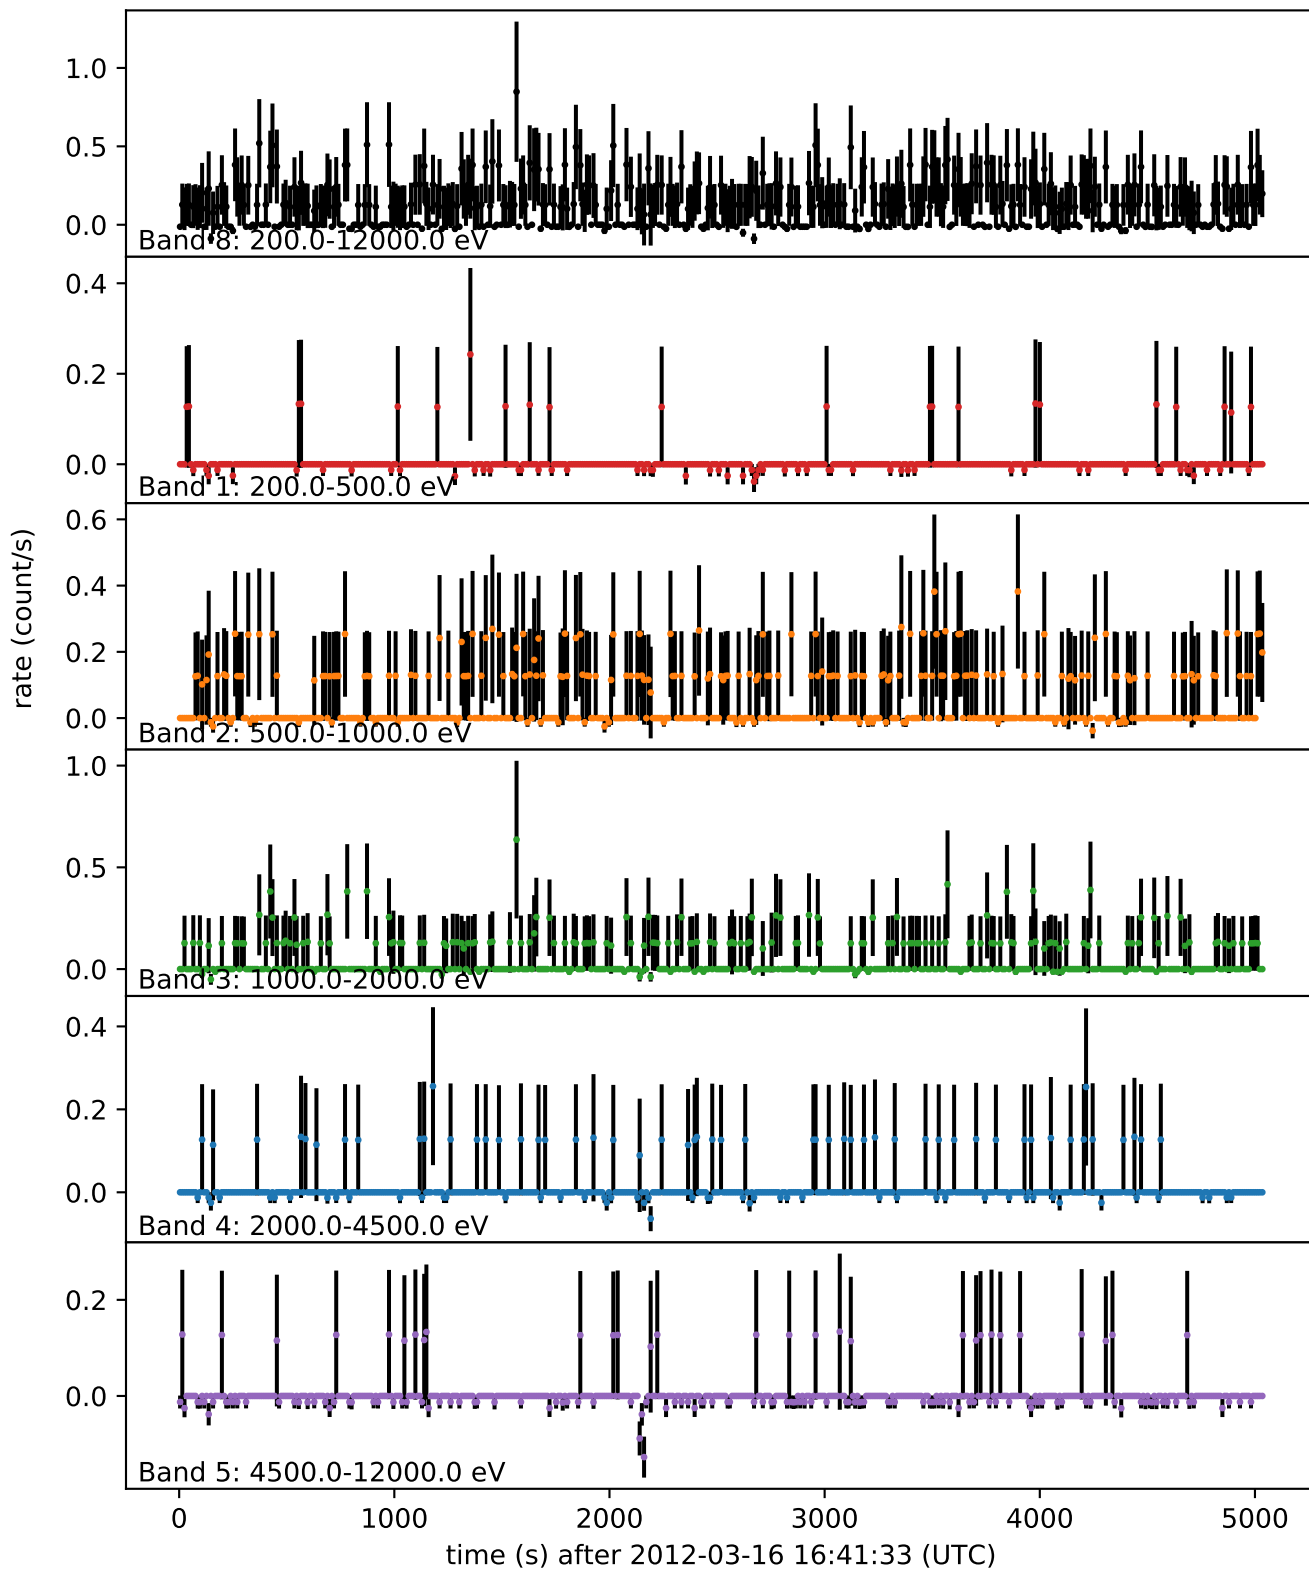 1.0
0.5
0.0
Band 8: 200.0-12000.0 eV
0.4
0.2
0.0
Band 1: 200.0-500.0 eV
0.6
0.4
0.2
0.0
Band 2: 500.0-1000.0 eV
rate (count/s)
1.0
0.5
0.0
Band 3: 1000.0-2000.0 eV
0.4
0.2
0.0
Band 4: 2000.0-4500.0 eV
0.2
0.0
Band 5: 4500.0-12000.0 eV
0 1000 2000 3000 4000 5000
time (s) after 2012-03-16 16:41:33 (UTC)